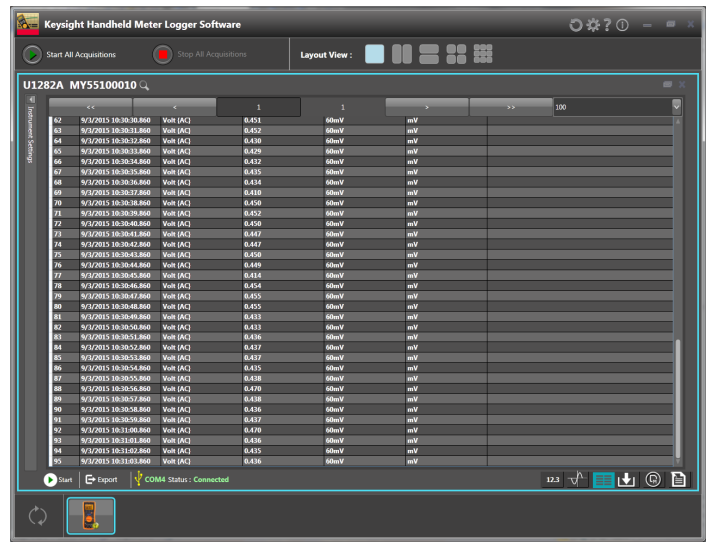 Keysight Handheld Meter Logger Software
Start All Acquisitions Stop All Acquisitions Layout View :
U1282A MY55100010
Instrument Settings
<< < 1 1 > >> 100
62 9/3/2015 10:30:30.860 Volt (AC) 0.451 60mV mV
63 9/3/2015 10:30:31.860 Volt (AC) 0.452 60mV mV
64 9/3/2015 10:30:32.860 Volt (AC) 0.430 60mV mV
65 9/3/2015 10:30:33.860 Volt (AC) 0.429 60mV mV
66 9/3/2015 10:30:34.860 Volt (AC) 0.432 60mV mV
67 9/3/2015 10:30:35.860 Volt (AC) 0.435 60mV mV
68 9/3/2015 10:30:36.860 Volt (AC) 0.434 60mV mV
69 9/3/2015 10:30:37.860 Volt (AC) 0.410 60mV mV
70 9/3/2015 10:30:38.860 Volt (AC) 0.450 60mV mV
71 9/3/2015 10:30:39.860 Volt (AC) 0.452 60mV mV
72 9/3/2015 10:30:40.860 Volt (AC) 0.450 60mV mV
73 9/3/2015 10:30:41.860 Volt (AC) 0.447 60mV mV
74 9/3/2015 10:30:42.860 Volt (AC) 0.447 60mV mV
75 9/3/2015 10:30:43.860 Volt (AC) 0.450 60mV mV
76 9/3/2015 10:30:44.860 Volt (AC) 0.449 60mV mV
77 9/3/2015 10:30:45.860 Volt (AC) 0.414 60mV mV
78 9/3/2015 10:30:46.860 Volt (AC) 0.454 60mV mV
79 9/3/2015 10:30:47.860 Volt (AC) 0.455 60mV mV
80 9/3/2015 10:30:48.860 Volt (AC) 0.455 60mV mV
81 9/3/2015 10:30:49.860 Volt (AC) 0.433 60mV mV
82 9/3/2015 10:30:50.860 Volt (AC) 0.433 60mV mV
83 9/3/2015 10:30:51.860 Volt (AC) 0.436 60mV mV
84 9/3/2015 10:30:52.860 Volt (AC) 0.437 60mV mV
85 9/3/2015 10:30:53.860 Volt (AC) 0.437 60mV mV
86 9/3/2015 10:30:54.860 Volt (AC) 0.435 60mV mV
87 9/3/2015 10:30:55.860 Volt (AC) 0.438 60mV mV
88 9/3/2015 10:30:56.860 Volt (AC) 0.470 60mV mV
89 9/3/2015 10:30:57.860 Volt (AC) 0.438 60mV mV
90 9/3/2015 10:30:58.860 Volt (AC) 0.436 60mV mV
91 9/3/2015 10:30:59.860 Volt (AC) 0.437 60mV mV
92 9/3/2015 10:31:00.860 Volt (AC) 0.470 60mV mV
93 9/3/2015 10:31:01.860 Volt (AC) 0.436 60mV mV
94 9/3/2015 10:31:02.860 Volt (AC) 0.435 60mV mV
95 9/3/2015 10:31:03.860 Volt (AC) 0.436 60mV mV
Start Export COM4 Status : Connected 12.3